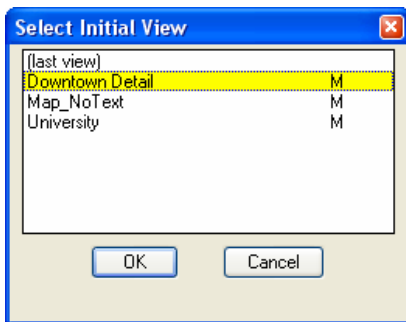 Select Initial View
(last view)
Downtown Detail M
Map_NoText M
University M
OK Cancel